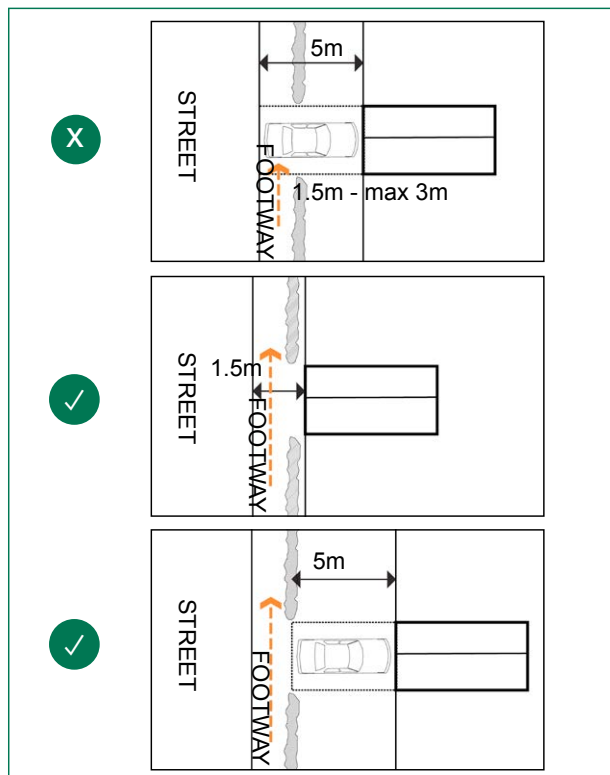 X
5m
STREET
FOOTWAY
1.5m - max 3m
STREET
1.5m
FOOTWAY
5m
STREET
FOOTWAY